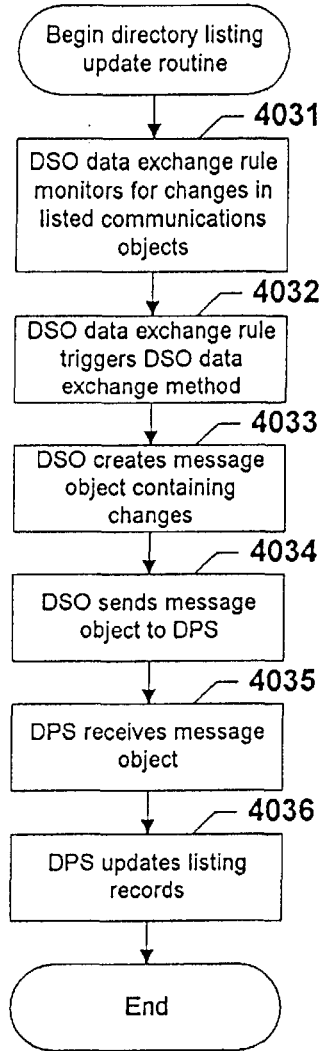 Begin directory listing
update routine
4031
DSO data exchange rule
monitors for changes in
listed communications
objects
4032
DSO data exchange rule
triggers DSO data
exchange method
4033
DSO creates message
object containing
changes
4034
DSO sends message
object to DPS
4035
DPS receives message
object
4036
DPS updates listing
records
End